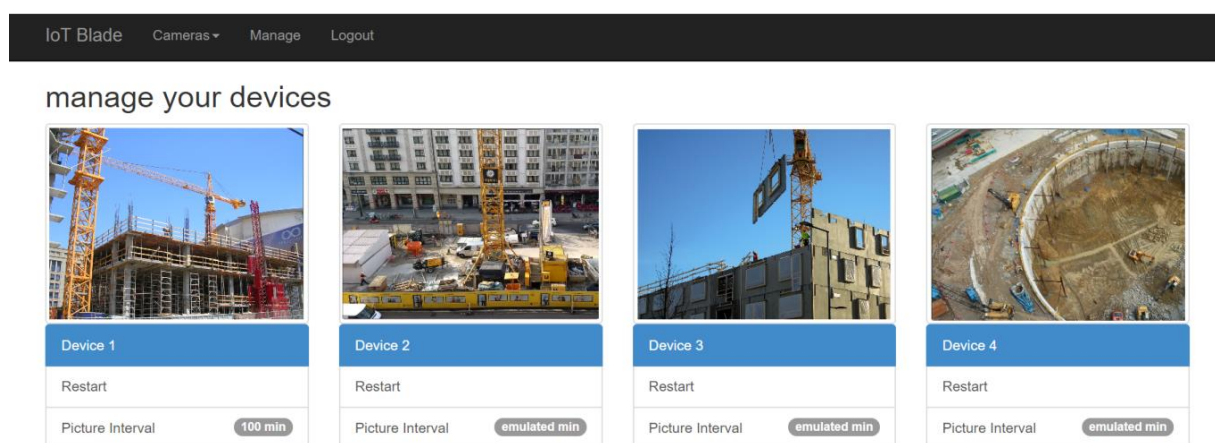 IoT Blade Cameras Manage Logout
manage your devices
Device 1 Device 2 Device 3 Device 4
Restart Restart Restart Restart
Picture Interval 100 min Picture Interval emulated min Picture Interval emulated min Picture Interval emulated min